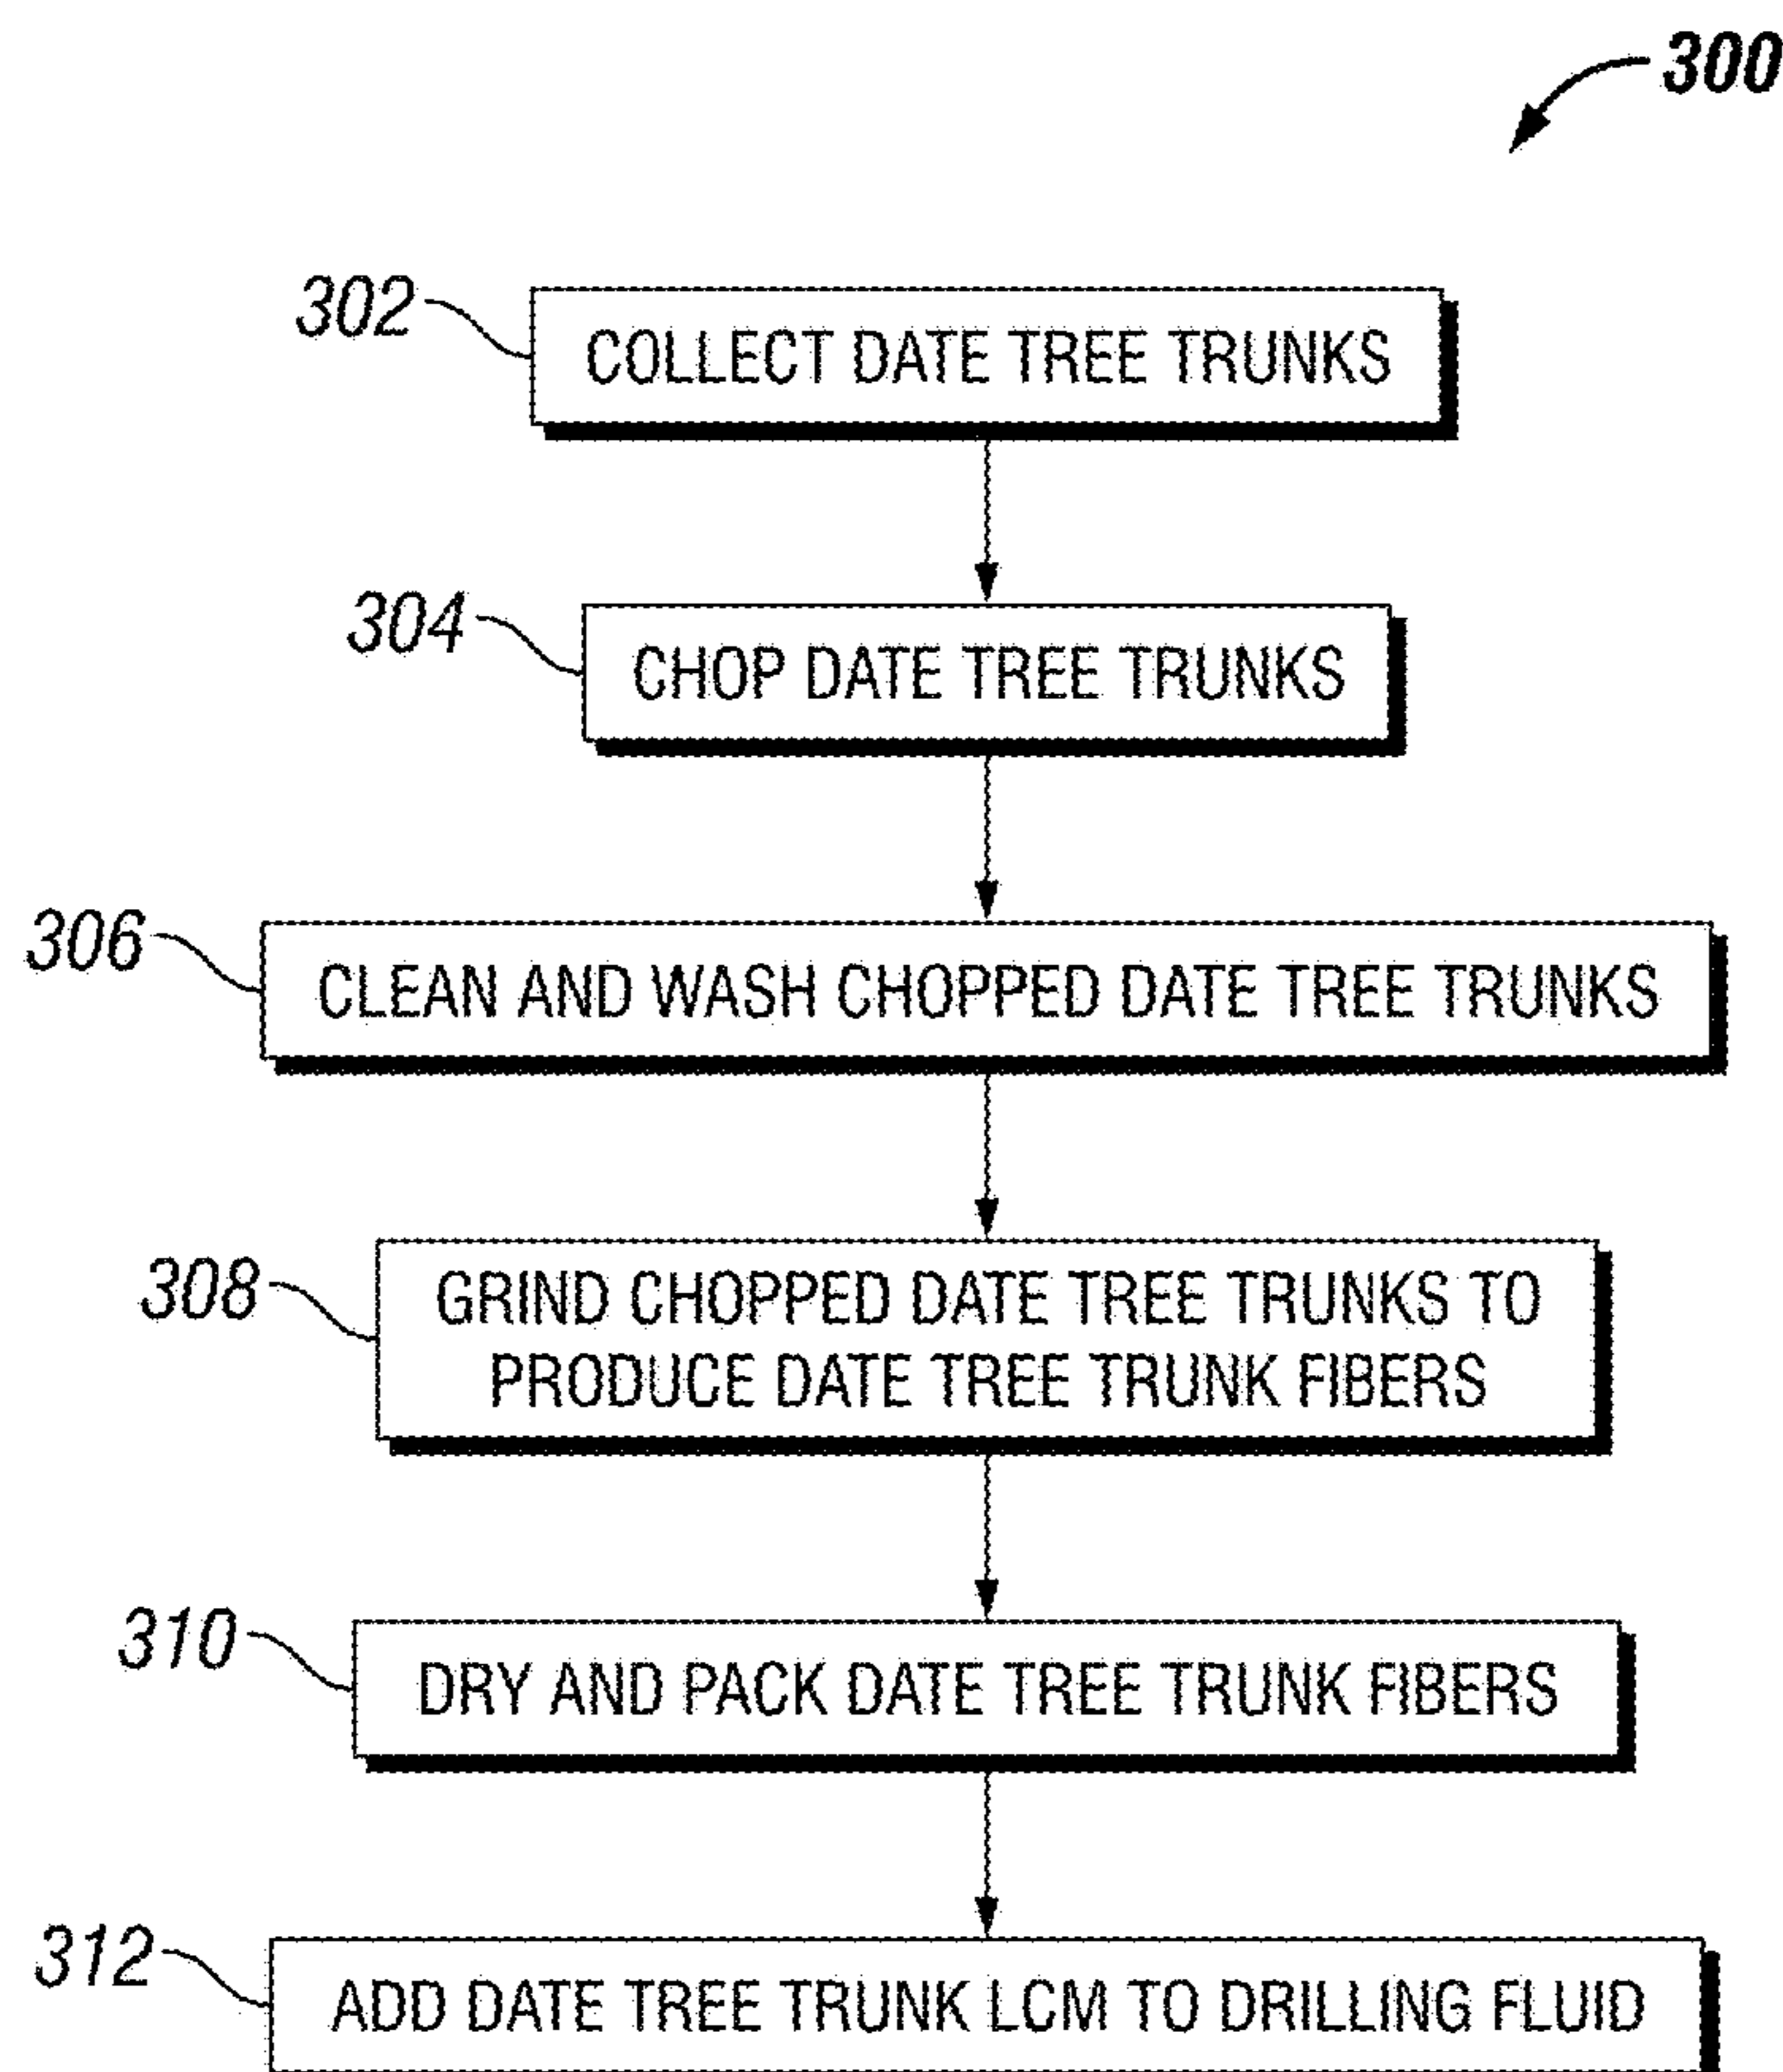 300
302
COLLECT DATE TREE TRUNKS
304
CHOP DATE TREE TRUNKS
306
CLEAN AND WASH CHOPPED DATE TREE TRUNKS
308
GRIND CHOPPED DATE TREE TRUNKS TO
PRODUCE DATE TREE TRUNK FIBERS
310
DRY AND PACK DATE TREE TRUNK FIBERS
312
ADD DATE TREE TRUNK LCM TO DRILLING FLUID